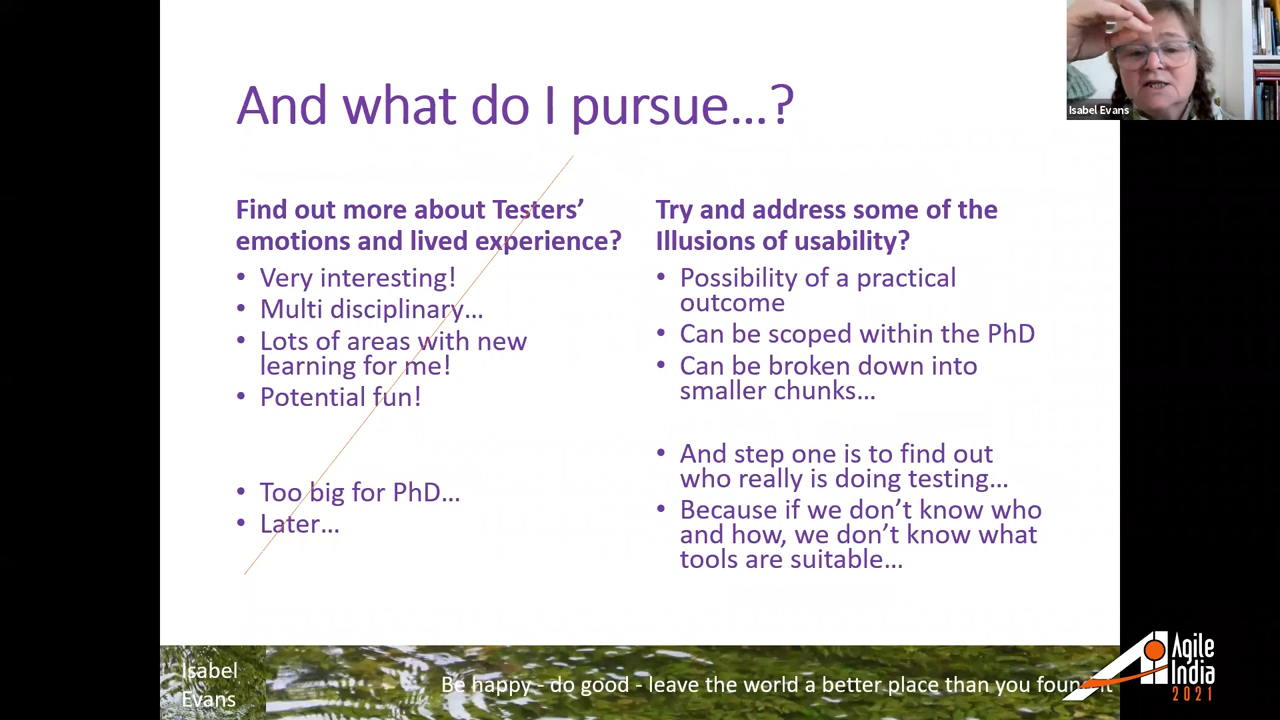 And what do I pursue...?
Find out more about Testers'
emotions and lived experience?
• Very interesting!
• Multi disciplinary...
• Lots of areas with new
learning for me!
• Potential fun!
• Too big for PhD...
• Later...
Try and address some of the
Illusions of usability?
• Possibility of a practical
outcome
• Can be scoped within the PhD
• Can be broken down into
smaller chunks...
• And step one is to find out
who really is doing testing...
• Because if we don't know who
and how, we don't know what
tools are suitable...
Isabel Evans
Isabel
Evans
Be happy - do good - leave the world a better place than you found it
Agile
India
2021